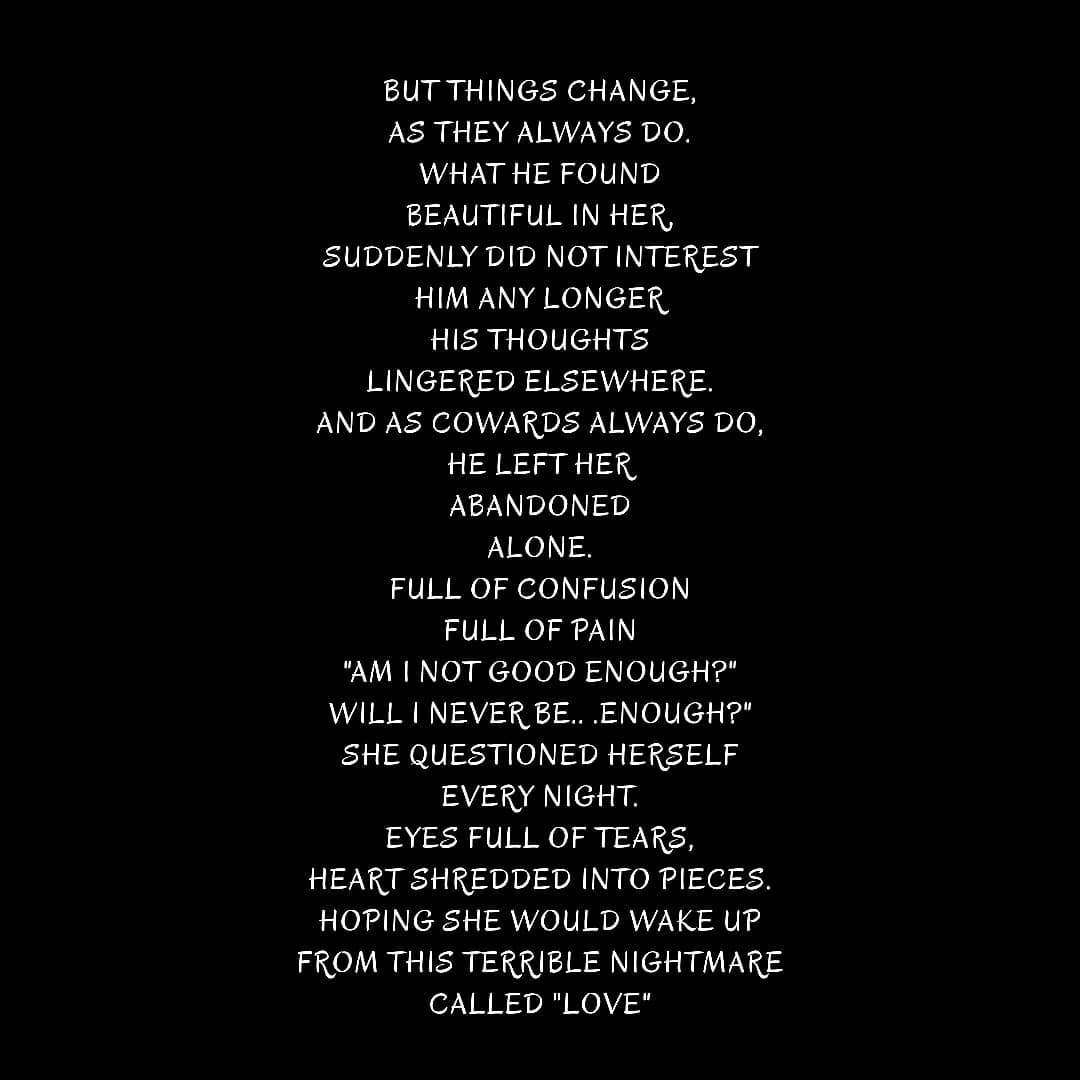 BUT THINGS CHANGE,
AS THEY ALWAYS DO.
WHAT HE FOUND
BEAUTIFUL IN HER,
SUDDENLY DID NOT INTEREST
HIM ANY LONGER
HIS THOUGHTS
LINGERED ELSEWHERE.
AND AS COWARDS ALWAYS DO,
HE LEFT HER
ABANDONED
ALONE.
FULL OF CONFUSION
FULL OF PAIN
"AM I NOT GOOD ENOUGH?"
WILL I NEVER BE.. .ENOUGH?"
SHE QUESTIONED HERSELF
EVERY NIGHT.
EYES FULL OF TEARS,
HEART SHREDDED INTO PIECES.
HOPING SHE WOULD WAKE UP
FROM THIS TERRIBLE NIGHTMARE
CALLED "LOVE"